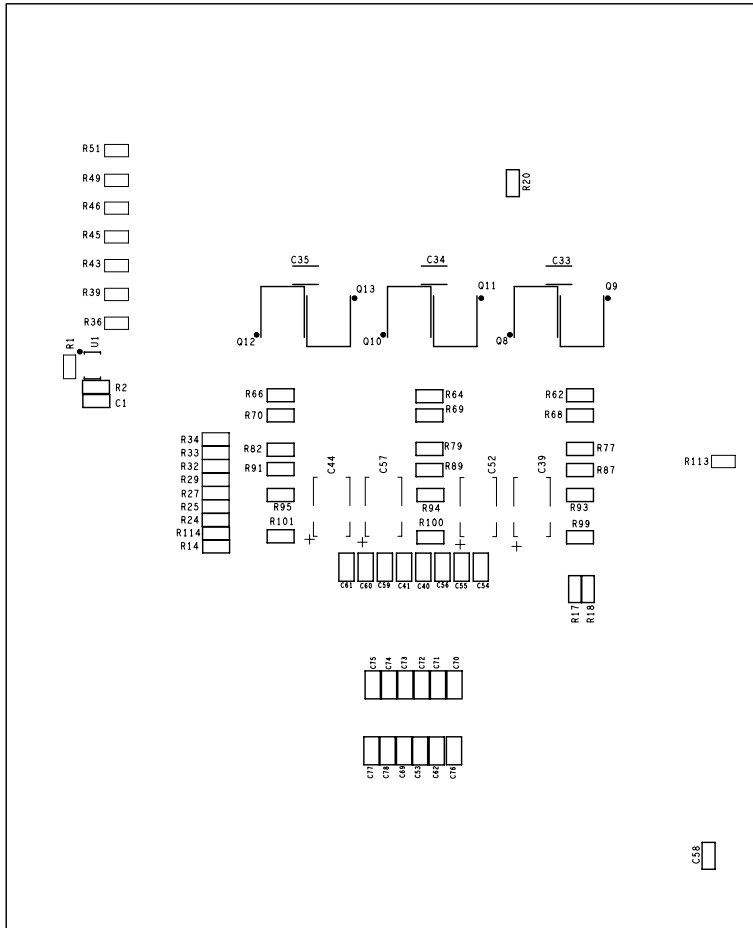 R51
R49
R20
R46
R45
R43
C35
C34
C33
R39
Q13
Q11
Q9
R36
R1
U1
Q12
Q10
Q8
R2
C1
R66
R64
R62
R70
R69
R68
R34
R33
R82
R79
R77
R32
R91
C44
C57
R89
C52
C39
R87
R113
R29
R27
R25
R95
R94
R93
R24
R101
R100
R99
R114
R14
+
+
+
+
C61
C60
C59
C41
C40
C56
C55
C54
R17
R18
C75
C74
C73
C72
C71
C70
C77
C78
C69
C53
C62
C76
C58